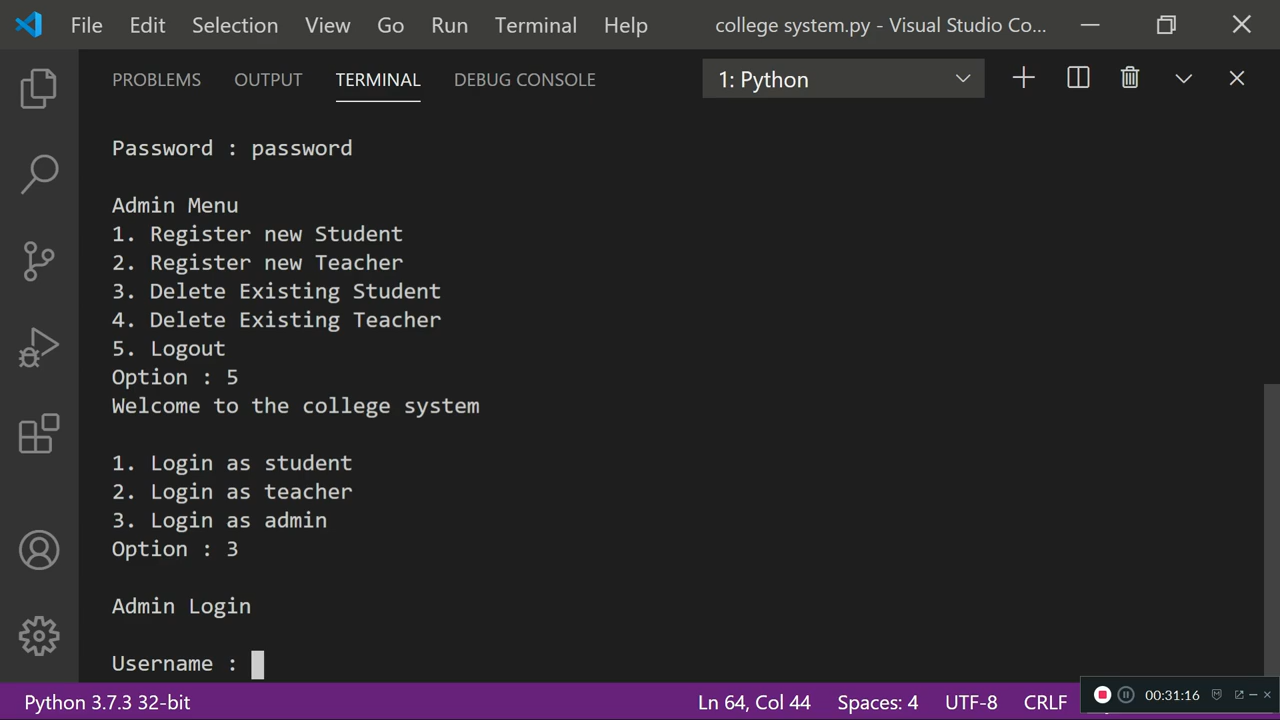 File Edit Selection View Go Run Terminal Help college system.py - Visual Studio Co...
PROBLEMS OUTPUT TERMINAL DEBUG CONSOLE 1: Python
Password : password
Admin Menu
1. Register new Student
2. Register new Teacher
3. Delete Existing Student
4. Delete Existing Teacher
5. Logout
Option : 5
Welcome to the college system
1. Login as student
2. Login as teacher
3. Login as admin
Option : 3
Admin Login
Username :
Python 3.7.3 32-bit Ln 64, Col 44 Spaces: 4 UTF-8 CRLF 00:31:16